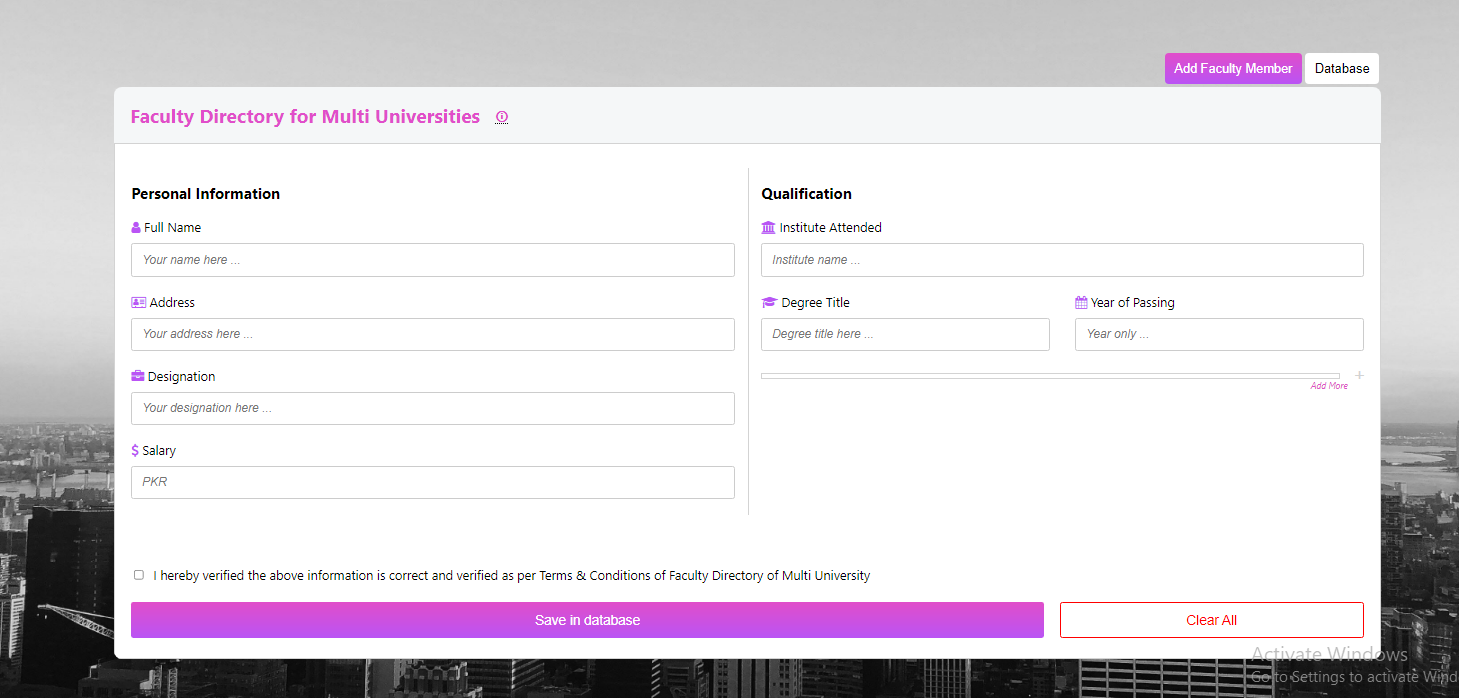 Add Faculty Member
Database
Faculty Directory for Multi Universities
Personal Information
Full Name
Your name here ...
Address
Your address here ...
Designation
Your designation here ...
$ Salary
PKR
Qualification
Institute Attended
Institute name ...
Degree Title
Degree title here ...
Year of Passing
Year only ...
+
Add More
I hereby verified the above information is correct and verified as per Terms & Conditions of Faculty Directory of Multi University
Save in database
Clear All
Activate Windows
Go to Settings to activate Wind